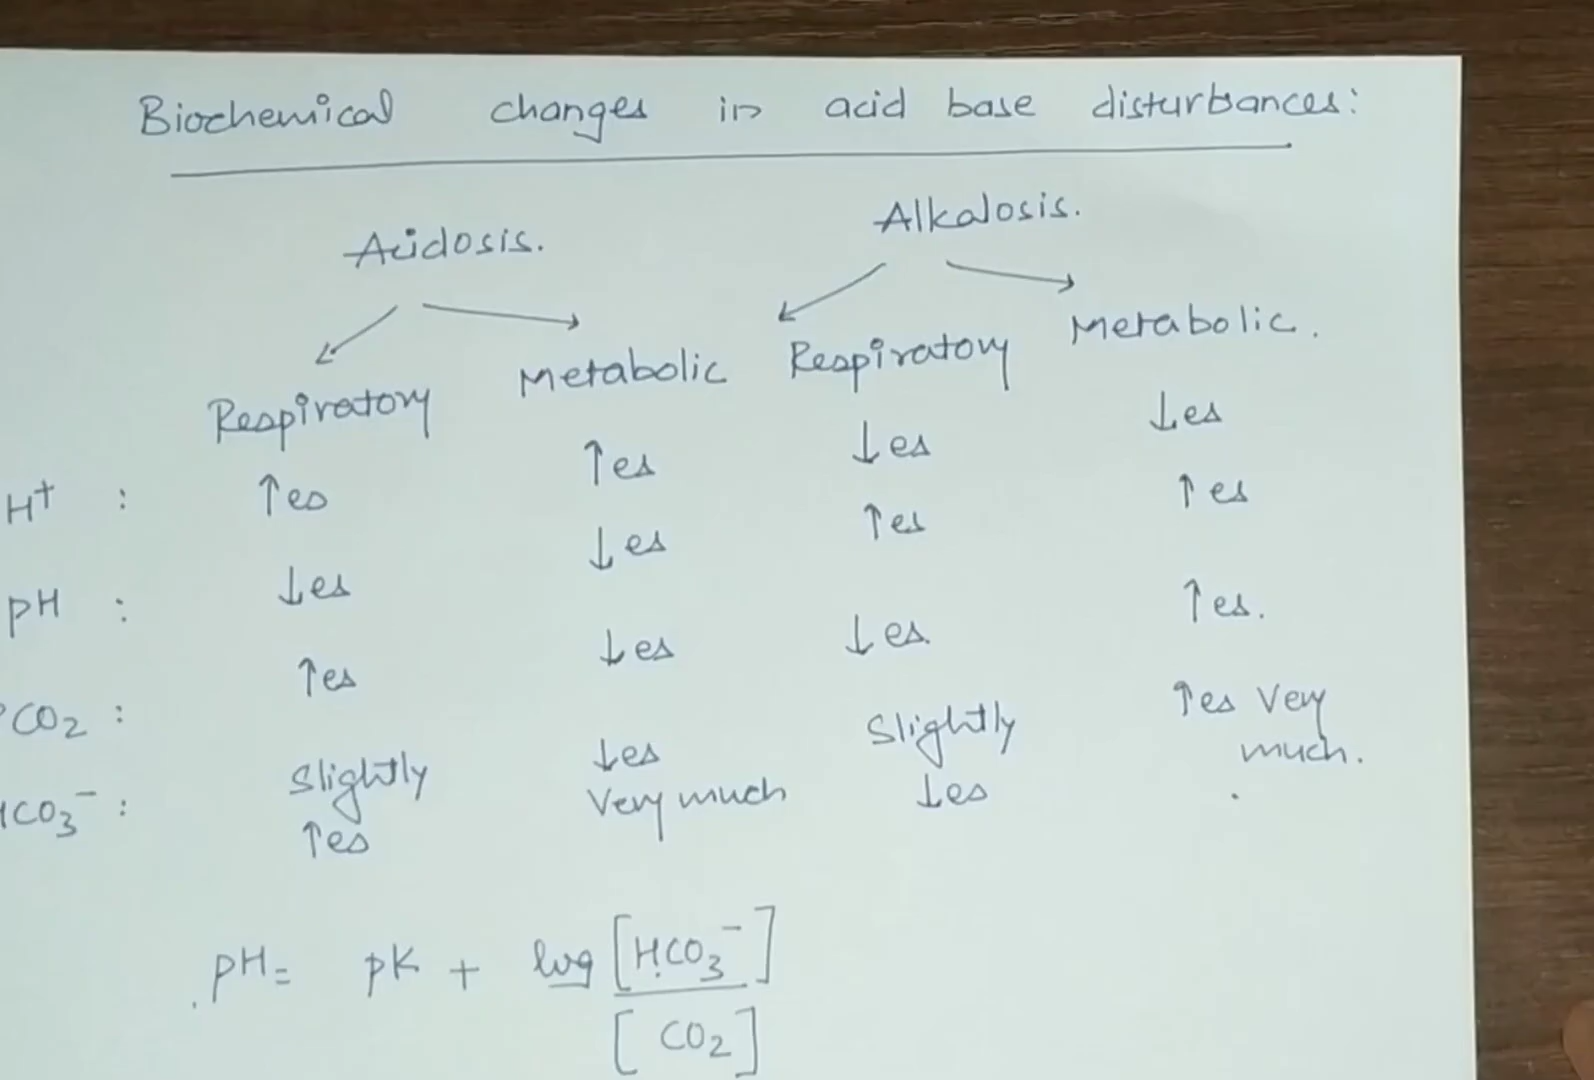 Biochemical changes in acid base disturbances:
Acidosis. Alkalosis.
Respiratory Metabolic Respiratory Metabolic.
H+ : ↑es ↑es ↓es ↓es
pH : ↓es ↓es ↑es ↑es
PCO2 : ↑es ↓es ↓es. ↑es.
HCO3- : Slightly ↓es Slightly ↑es Very
↑es Very much ↓es much.
pH = pK + log [HCO3-]
[CO2]